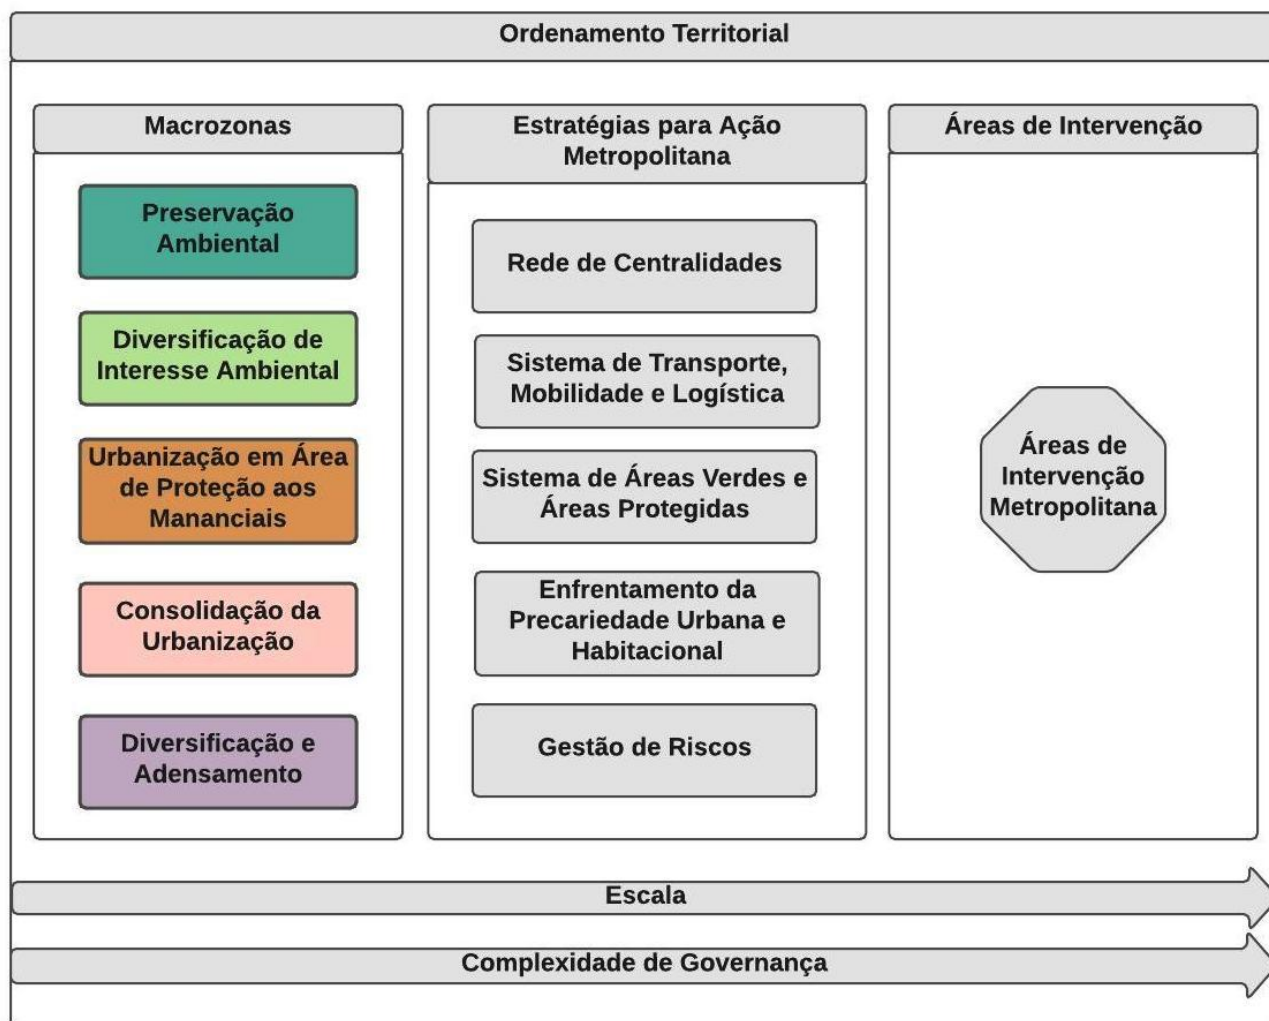 Ordenamento Territorial
Macrozonas
Preservação
Ambiental
Diversificação de
Interesse Ambiental
Urbanização em Área
de Proteção aos
Mananciais
Consolidação da
Urbanização
Diversificação e
Adensamento
Estratégias para Ação
Metropolitana
Rede de Centralidades
Sistema de Transporte,
Mobilidade e Logística
Sistema de Áreas Verdes e
Áreas Protegidas
Enfrentamento da
Precariedade Urbana e
Habitacional
Gestão de Riscos
Áreas de Intervenção
Áreas de
Intervenção
Metropolitana
Escala
Complexidade de Governança